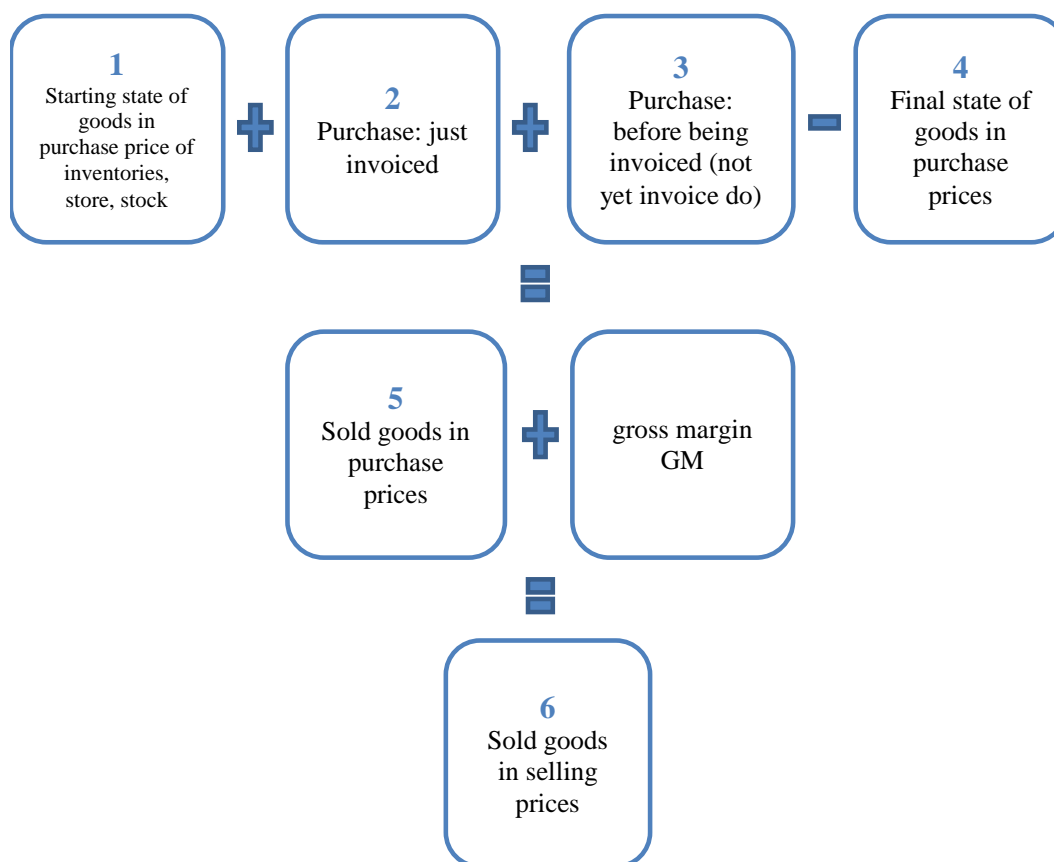 1
Starting state of
goods in
purchase price of
inventories,
store, stock
2
Purchase: just
invoiced
3
Purchase:
before being
invoiced (not
yet invoice do)
4
Final state of
goods in
purchase
prices
5
Sold goods in
purchase
prices
gross margin
GM
6
Sold goods
in selling
prices